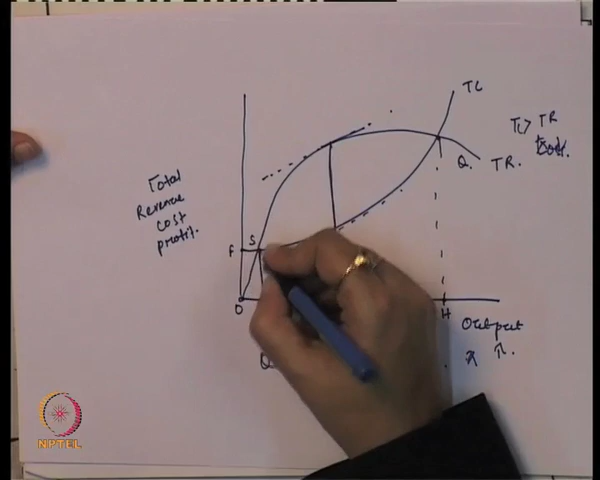 TC
TC > TR
TR.
Q.
Total
Revenue
cost
profit.
F
S
O
H
Output
Q
π π.
NPTEL